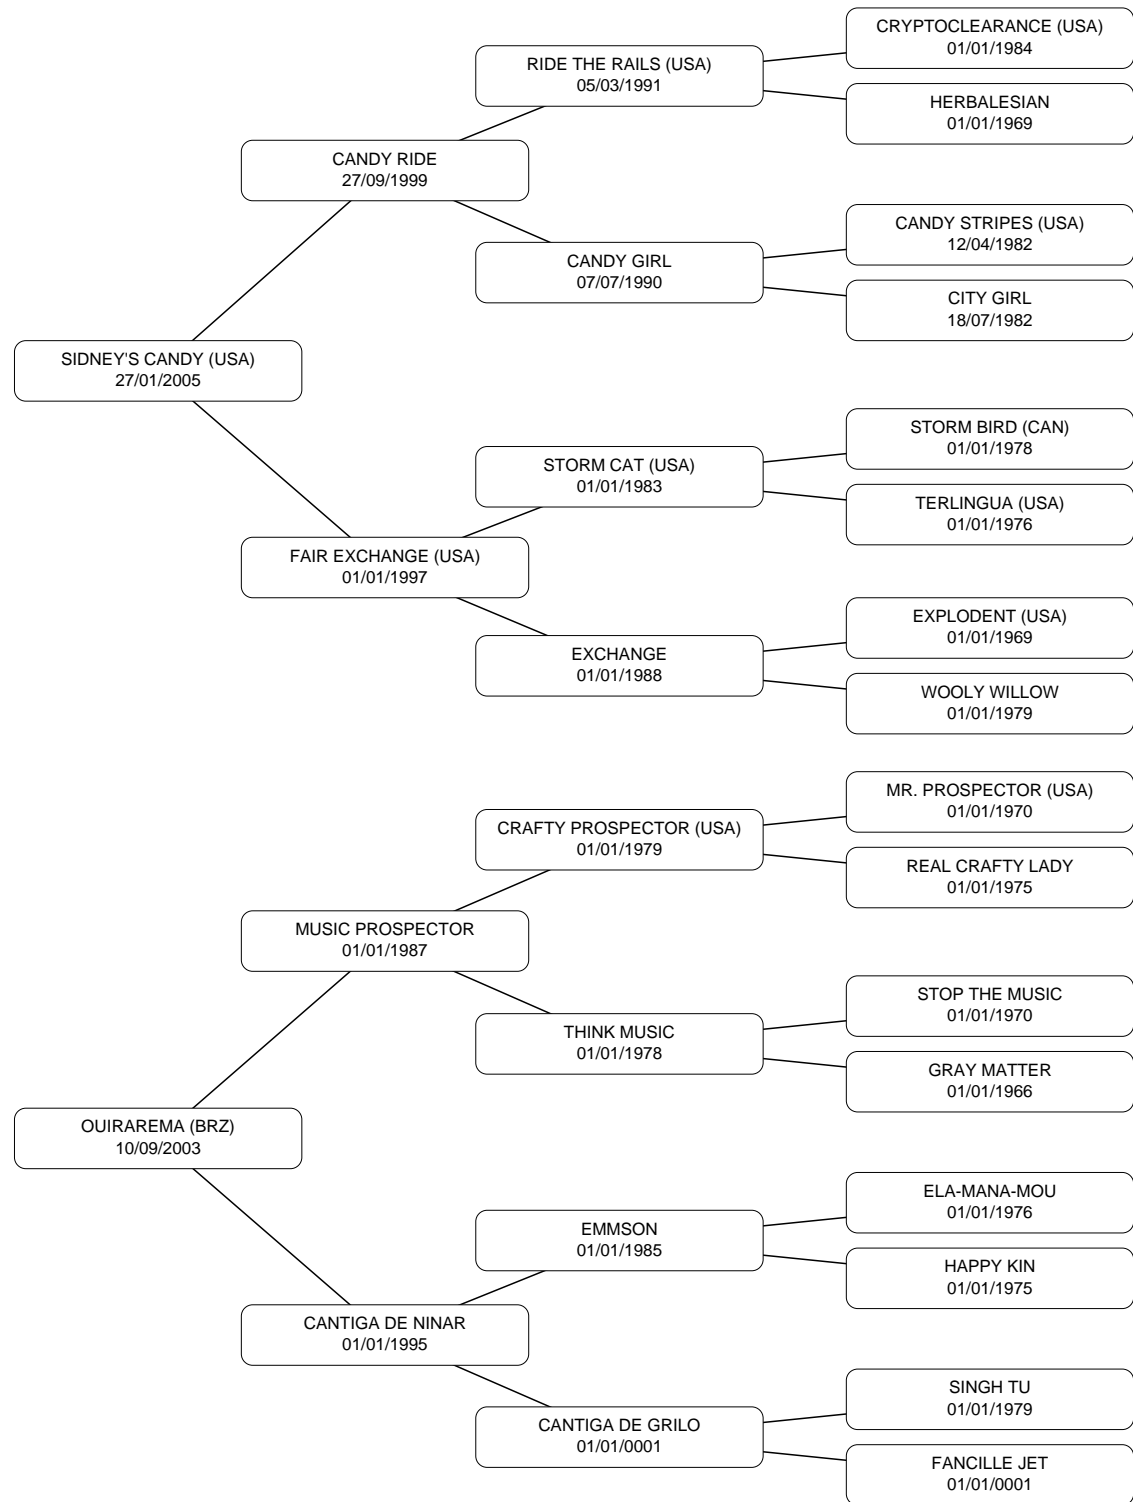 CRYPTOCLEARANCE (USA)
01/01/1984
RIDE THE RAILS (USA)
05/03/1991
HERBALESIAN
01/01/1969
CANDY RIDE
27/09/1999
CANDY STRIPES (USA)
12/04/1982
CANDY GIRL
07/07/1990
CITY GIRL
18/07/1982
SIDNEY'S CANDY (USA)
27/01/2005
STORM BIRD (CAN)
01/01/1978
STORM CAT (USA)
01/01/1983
TERLINGUA (USA)
01/01/1976
FAIR EXCHANGE (USA)
01/01/1997
EXPLODENT (USA)
01/01/1969
EXCHANGE
01/01/1988
WOOLY WILLOW
01/01/1979
MR. PROSPECTOR (USA)
01/01/1970
CRAFTY PROSPECTOR (USA)
01/01/1979
REAL CRAFTY LADY
01/01/1975
MUSIC PROSPECTOR
01/01/1987
STOP THE MUSIC
01/01/1970
THINK MUSIC
01/01/1978
GRAY MATTER
01/01/1966
OUIRAREMA (BRZ)
10/09/2003
ELA-MANA-MOU
01/01/1976
EMMSON
01/01/1985
HAPPY KIN
01/01/1975
CANTIGA DE NINAR
01/01/1995
SINGH TU
01/01/1979
CANTIGA DE GRILO
01/01/0001
FANCILLE JET
01/01/0001